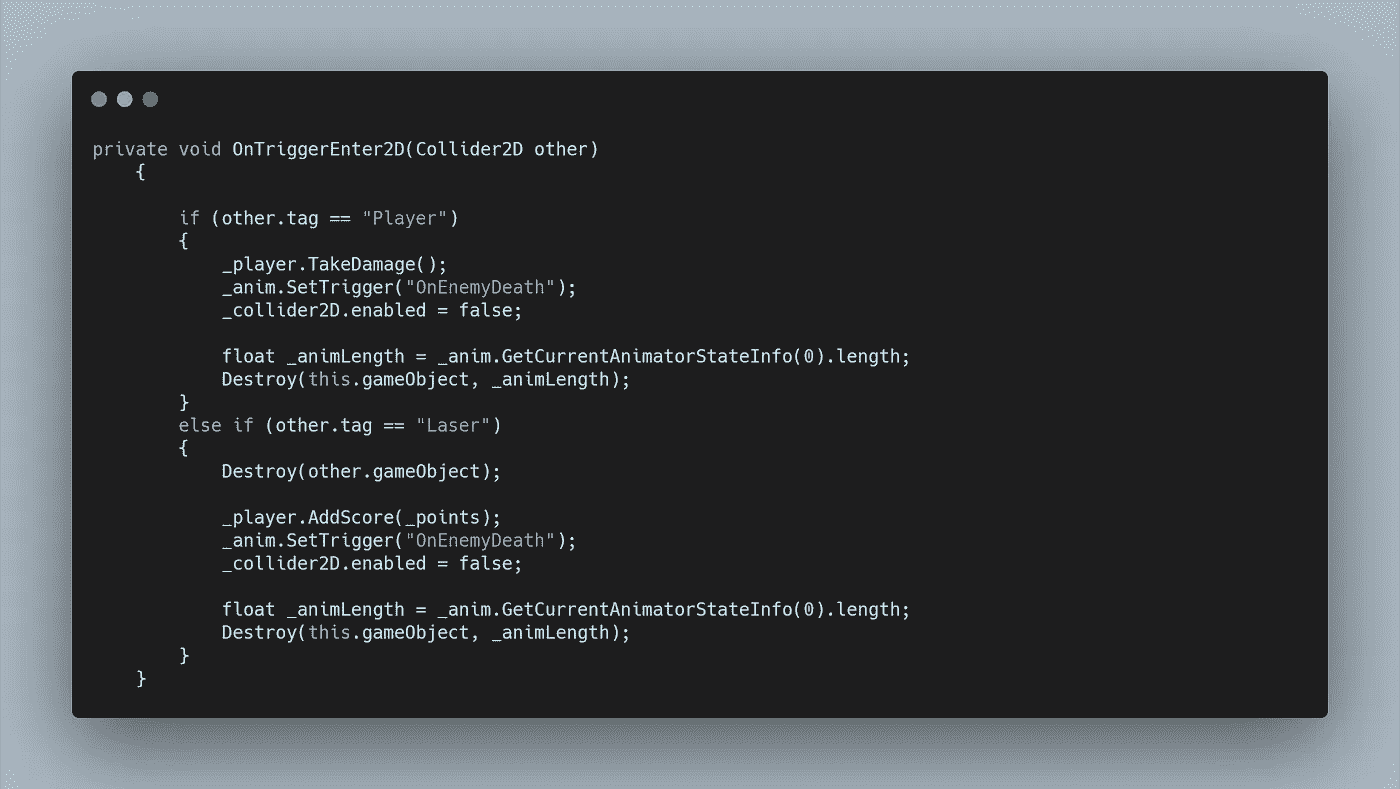 private void OnTriggerEnter2D(Collider2D other)
    {

        if (other.tag == "Player")
        {
            _player.TakeDamage();
            _anim.SetTrigger("OnEnemyDeath");
            _collider2D.enabled = false;

            float _animLength = _anim.GetCurrentAnimatorStateInfo(0).length;
            Destroy(this.gameObject, _animLength);
        }
        else if (other.tag == "Laser")
        {
            Destroy(other.gameObject);

            _player.AddScore(_points);
            _anim.SetTrigger("OnEnemyDeath");
            _collider2D.enabled = false;

            float _animLength = _anim.GetCurrentAnimatorStateInfo(0).length;
            Destroy(this.gameObject, _animLength);
        }
    }